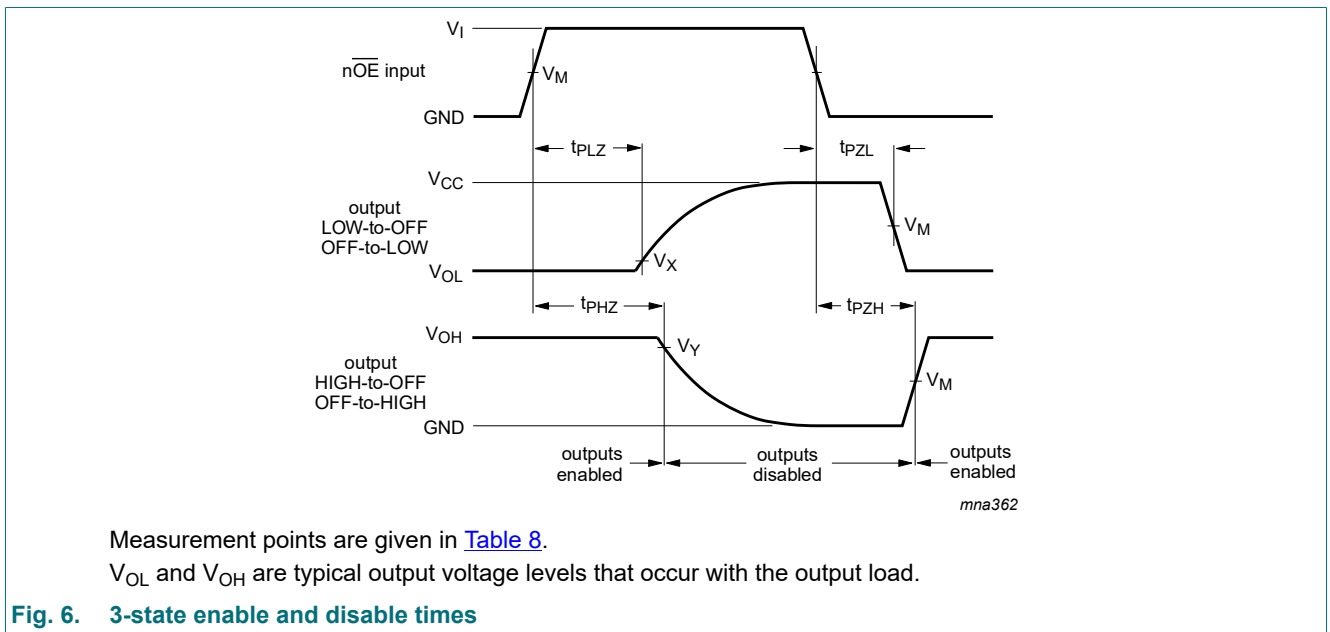 V_I
nO̅E̅ input
V_M
GND
t_PLZ
t_PZL
V_CC
output
LOW-to-OFF
OFF-to-LOW
V_M
V_X
V_OL
t_PHZ
t_PZH
V_OH
V_Y
output
HIGH-to-OFF
OFF-to-HIGH
V_M
GND
outputs
enabled
outputs
disabled
outputs
enabled
mna362
Measurement points are given in Table 8.
V_OL and V_OH are typical output voltage levels that occur with the output load.
Fig. 6. 3-state enable and disable times